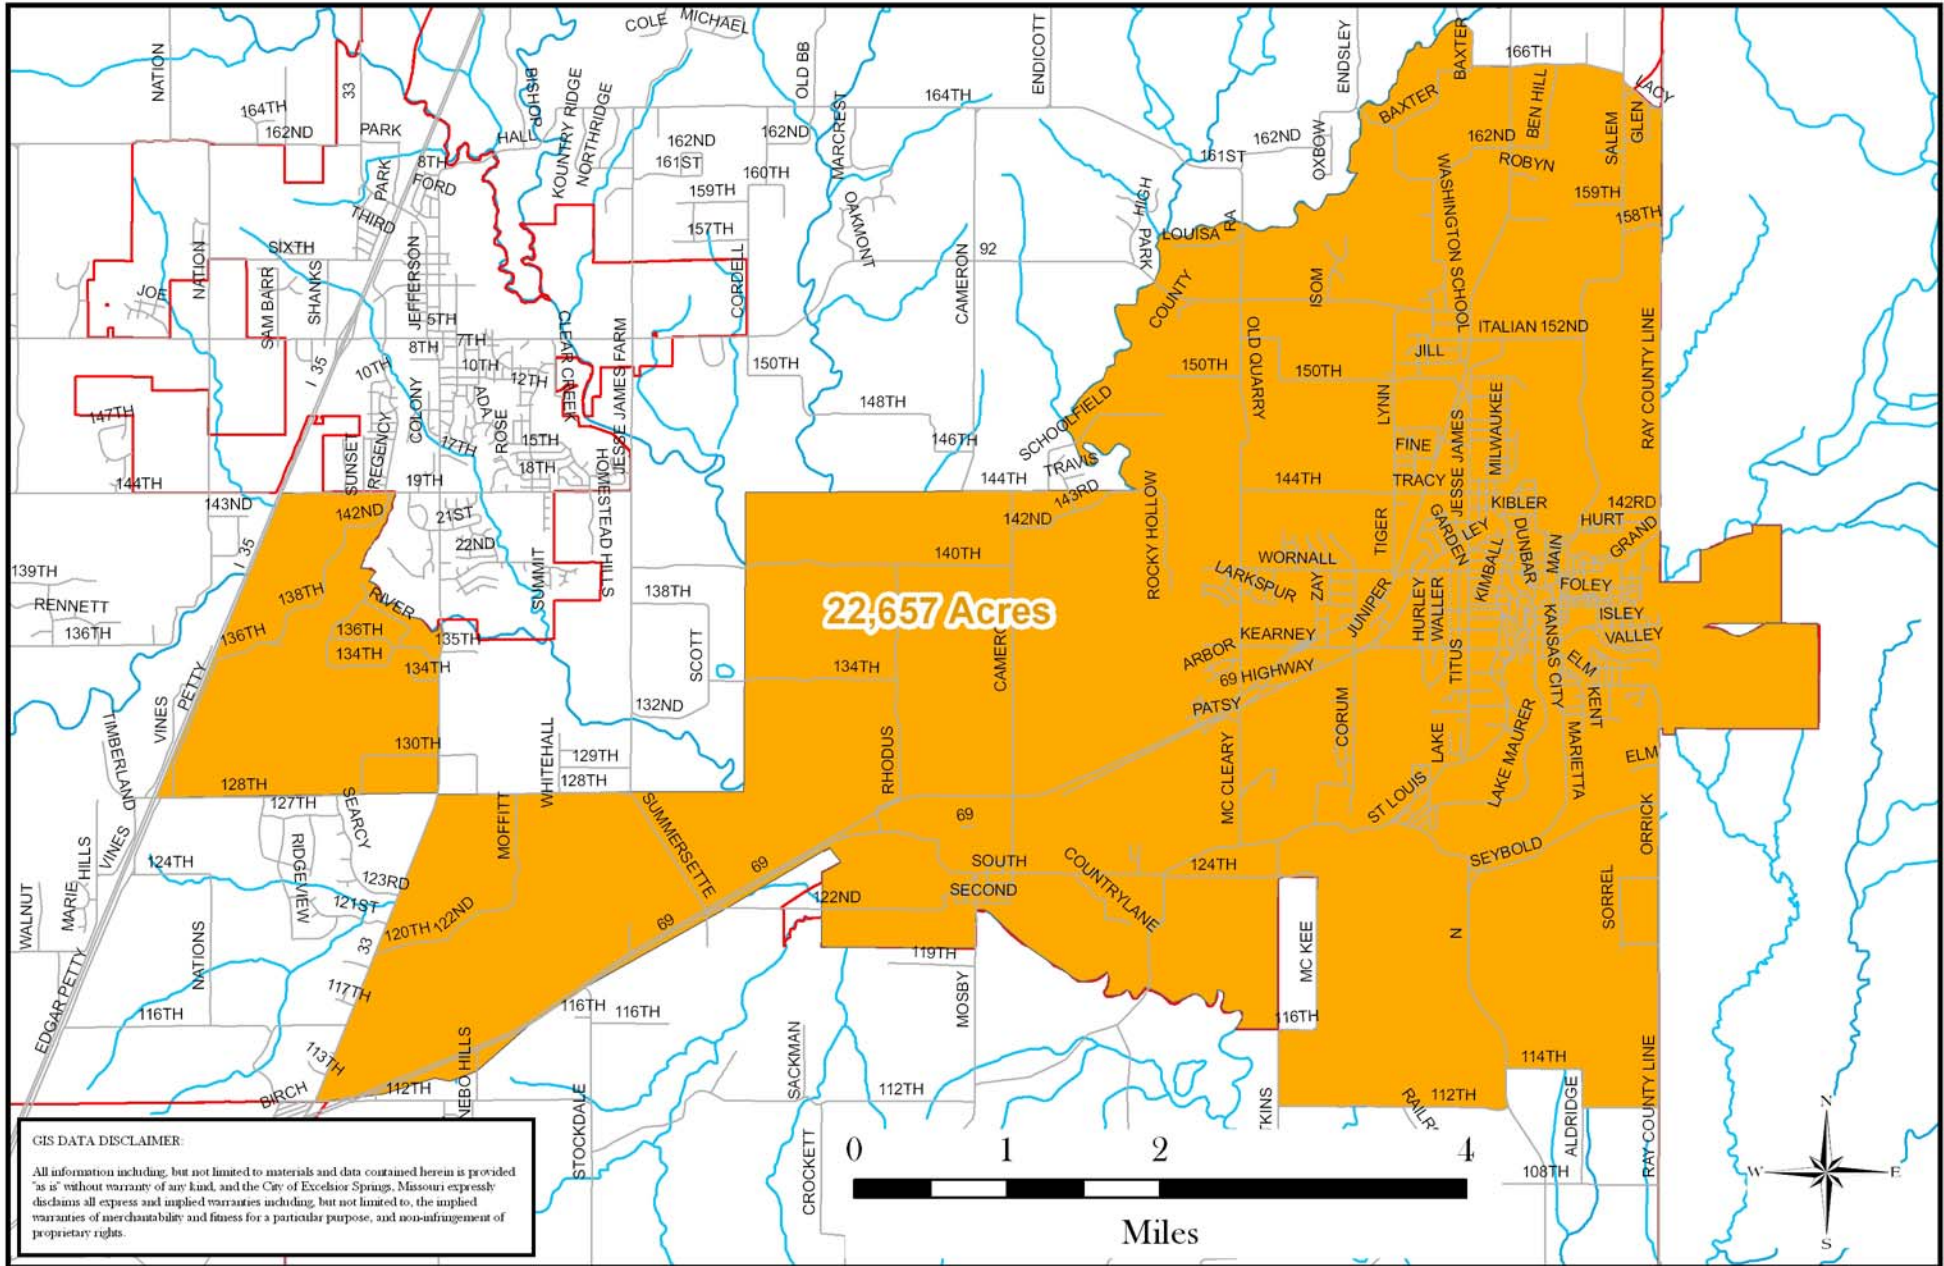 COLE
MICHAEL
NATION
33
BISHOP
KOUNTRY RIDGE
NORTHRIDGE
OLD BB
ENDICOTT
ENDSLEY
BAXTER
166TH
LACY
164TH
162ND
PARK
HALL
MARCREST
164TH
BAXTER
BEN HILL
SALEM
GLEN
8TH
PARK
FORD
162ND
162ND
161ST
160TH
159TH
157TH
161ST
162ND
OXBOW
162ND
ROBYN
159TH
158TH
THIRD
SIXTH
NATION
SAM BARR
SHANKS
JEFFERSON
JOE
CORDELL
OAKMONT
CAMERON
92
HIGH PARK
LOUISA
RA
COUNTY
ISOM
WASHINGTON SCHOOL
ITALIAN 152ND
RAY COUNTY LINE
5TH
7TH
8TH
10TH
10TH
12TH
CLEAR CREEK
JESSE JAMES FARM
I 35
150TH
148TH
146TH
150TH
OLD QUARRY
150TH
JILL
LYNN
MILWAUKEE
147TH
144TH
SUNSET
REGENCY
COLONY
ADA
ROSE
15TH
17TH
18TH
19TH
HOMESTEAD HILLS
SCHOOLFIELD
TRAVIS
144TH
143RD
142ND
ROCKY HOLLOW
144TH
FINE
TRACY
JESSE JAMES
KIBLER
142RD
HURT
GRAND
143ND
142ND
21ST
22ND
I 35
139TH
RENNETT
136TH
138TH
136TH
RIVER
136TH
134TH
134TH
135TH
SUMMIT
138TH
SCOTT
132ND
140TH
22,657 Acres
134TH
CAMERO
WORNALL
LARKSPUR
ZAY
TIGER
JUNIPER
GARDEN
LEY
KIMBALL
DUNBAR
MAIN
FOLEY
ISLEY
VALLEY
KEARNEY
ARBOR
69 HIGHWAY
PATSY
HURLEY
WALLER
TITUS
KANSAS CITY
ELM
KENT
PETTY
VINES
TIMBERLAND
130TH
128TH
127TH
WHITEHALL
129TH
128TH
RHODUS
MC CLEARY
CORUM
LAKE
LAKE MAURER
MARIETTA
ELM
ST LOUIS
ORRICK
SEYBOLD
SEARCY
RIDGEVIEW
VINES
MARIE HILLS
WALNUT
124TH
123RD
121ST
MOFFITT
SUMMERSETTE
69
69
69
SOUTH
SECOND
COUNTRYLANE
124TH
122ND
120TH
122ND
33
NATIONS
EDGAR PETTY
117TH
116TH
113TH
BIRCH
112TH
NEBO HILLS
116TH
116TH
119TH
MOSBY
SACKMAN
112TH
STOCKDALE
CROCKETT
MC KEE
116TH
N
SORREL
114TH
112TH
ALDRIDGE
RAY COUNTY LINE
108TH
TKINS
RAILR
0 1 2 4
Miles
N
W E
S
GIS DATA DISCLAIMER:
All information including, but not limited to materials and data contained herein is provided
"as is" without warranty of any kind, and the City of Excelsior Springs, Missouri expressly
disclaims all express and implied warranties including, but not limited to, the implied
warranties of merchantability and fitness for a particular purpose, and non-infringement of
proprietary rights.